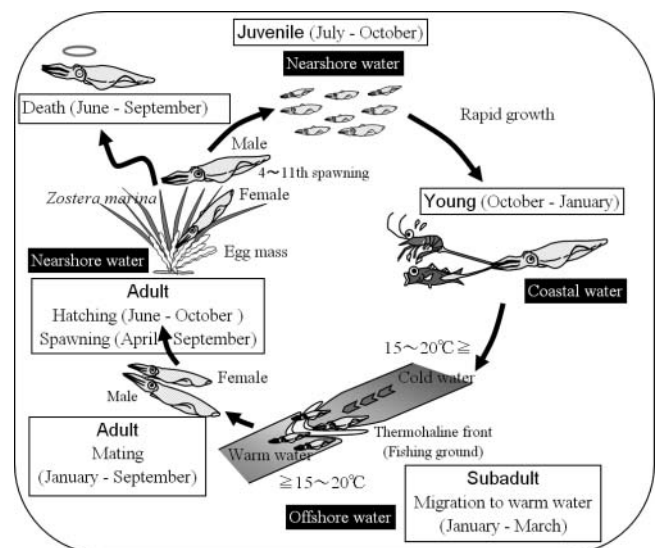 Juvenile (July - October)
Nearshore water
Death (June - September)
Rapid growth
Male
4～11th spawning
Zostera marina
Female
Young (October - January)
Egg mass
Nearshore water
Coastal water
Adult
Hatching (June - October )
Spawning (April - September)
15～20℃≧
Cold water
Female
Male
Thermohaline front
(Fishing ground)
Warm water
Adult
Mating
(January - September)
≧15～20℃
Offshore water
Subadult
Migration to warm water
(January - March)